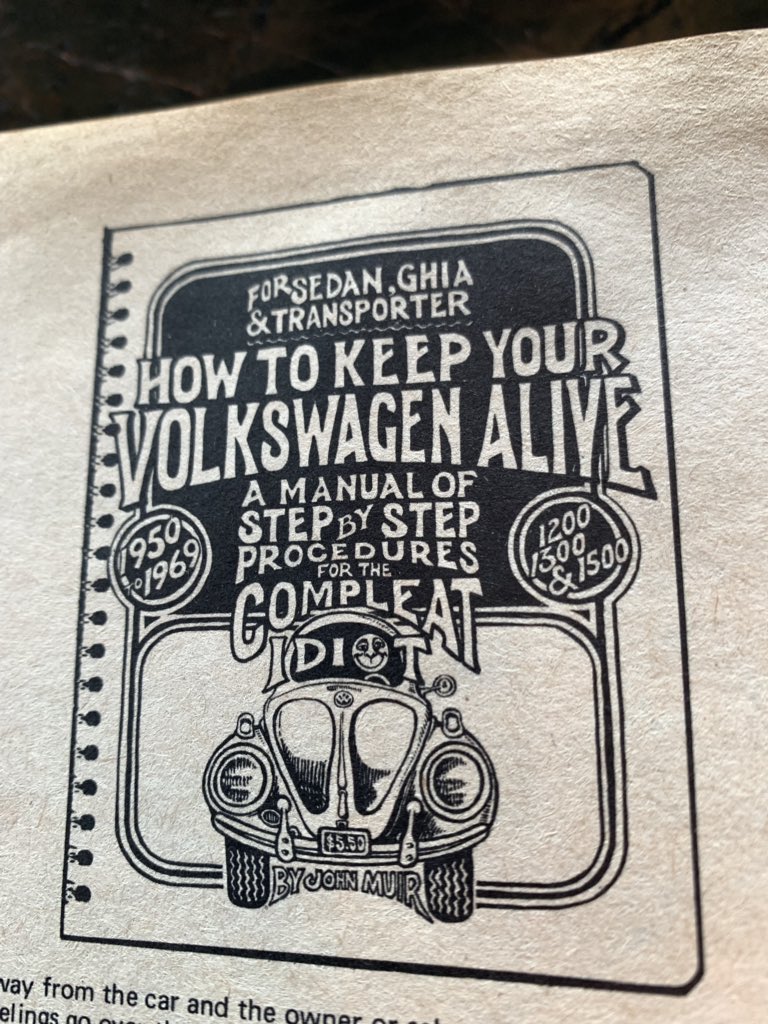 FOR SEDAN, GHIA
& TRANSPORTER
HOW TO KEEP YOUR
VOLKSWAGEN ALIVE
A MANUAL OF
STEP BY STEP
PROCEDURES
FOR THE
COMPLEAT
IDIOT
1950
TO 1969
1200
1300
& 1500
VW
$5.50
BY JOHN MUIR
way from the car and the owner or